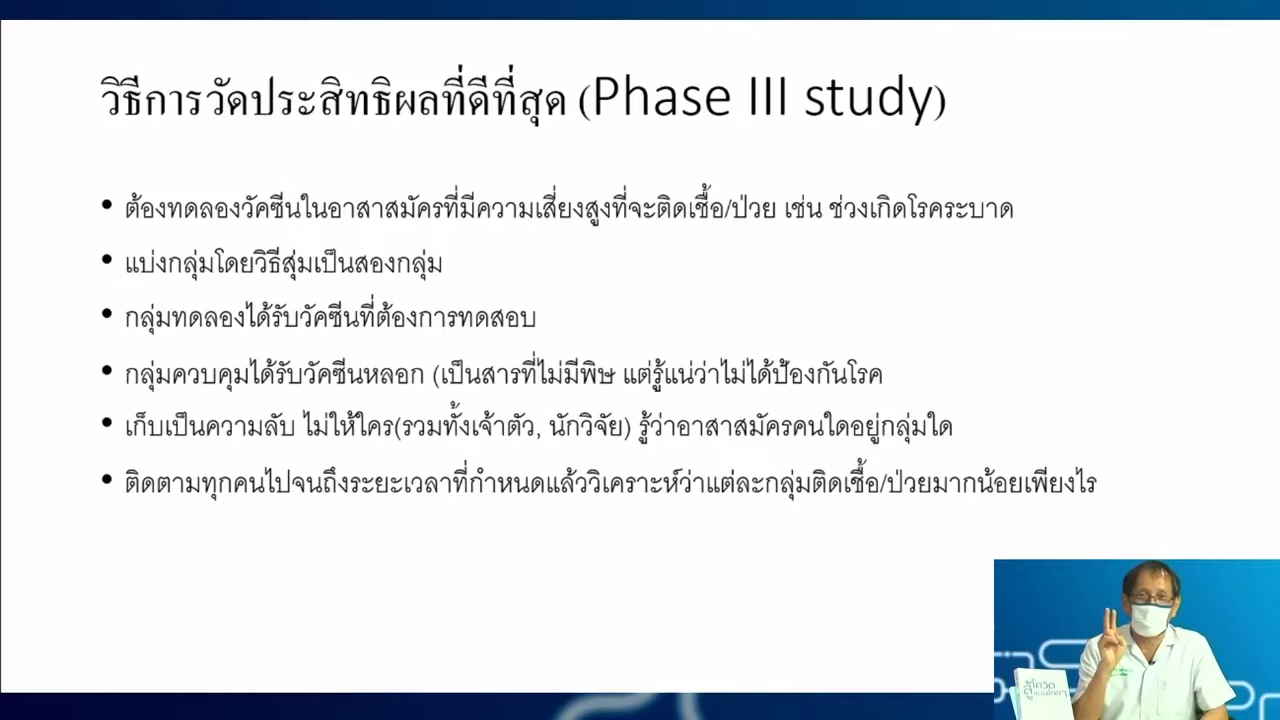 วิธีการวัดประสิทธิผลที่ดีที่สุด (Phase III study)
• ต้องทดลองวัคซีนในอาสาสมัครที่มีความเสี่ยงสูงที่จะติดเชื้อ/ป่วย เช่น ช่วงเกิดโรคระบาด
• แบ่งกลุ่มโดยวิธีสุ่มเป็นสองกลุ่ม
• กลุ่มทดลองได้รับวัคซีนที่ต้องการทดสอบ
• กลุ่มควบคุมได้รับวัคซีนหลอก (เป็นสารที่ไม่มีพิษ แต่รู้แน่ว่าไม่ได้ป้องกันโรค
• เก็บเป็นความลับ ไม่ให้ใคร(รวมทั้งเจ้าตัว, นักวิจัย) รู้ว่าอาสาสมัครคนใดอยู่กลุ่มใด
• ติดตามทุกคนไปจนถึงระยะเวลาที่กำหนดแล้ววิเคราะห์ว่าแต่ละกลุ่มติดเชื้อ/ป่วยมากน้อยเพียงไร
สู้โควิด
แบบไทยๆ